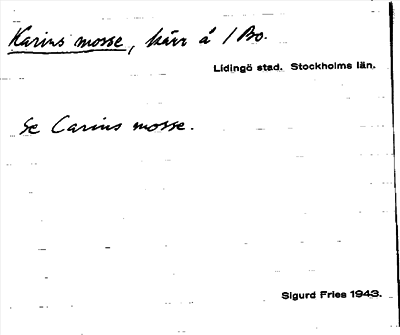 Karins mosse, kärr å 1 Bo.
Lidingö stad. Stockholms län.
Se Carins mosse.
Sigurd Fries 1943.